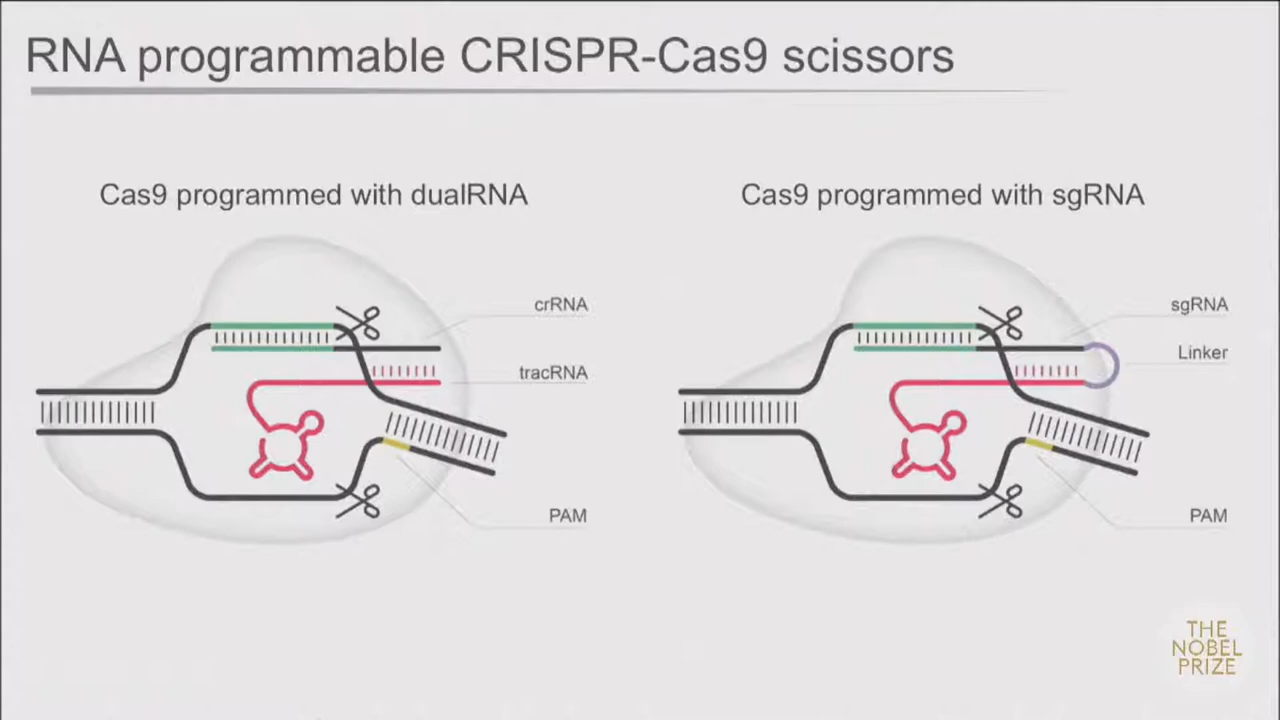 RNA programmable CRISPR-Cas9 scissors
Cas9 programmed with dualRNA
crRNA
tracrRNA
PAM
Cas9 programmed with sgRNA
sgRNA
Linker
PAM
THE
NOBEL
PRIZE